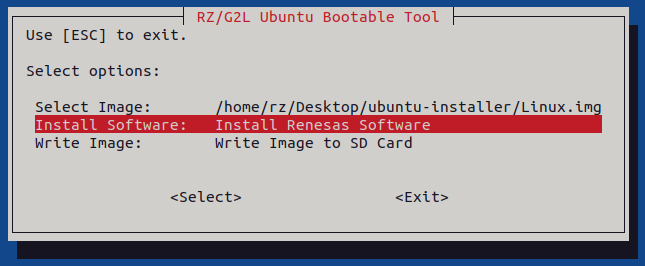 RZ/G2L Ubuntu Bootable Tool
Use [ESC] to exit.
Select options:
Select Image: /home/rz/Desktop/ubuntu-installer/Linux.img
Install Software: Install Renesas Software
Write Image: Write Image to SD Card
<Select> <Exit>